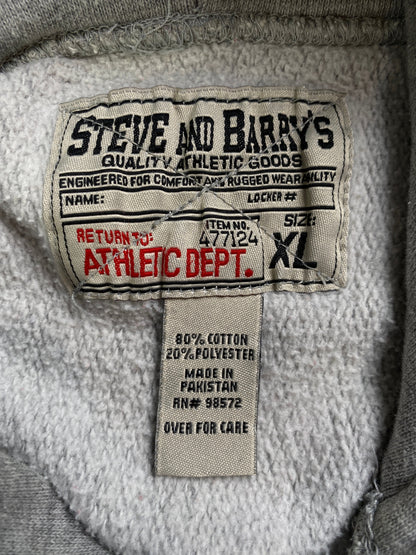 STEVE AND BARRY'S
QUALITY ATHLETIC GOODS
ENGINEERED FOR COMFORT AND RUGGED WEARABILITY
NAME: LOCKER #
RETURN TO: ITEM NO. SIZE:
ATHLETIC DEPT. 477124 XL
80% COTTON
20% POLYESTER
MADE IN
PAKISTAN
RN# 98572
OVER FOR CARE